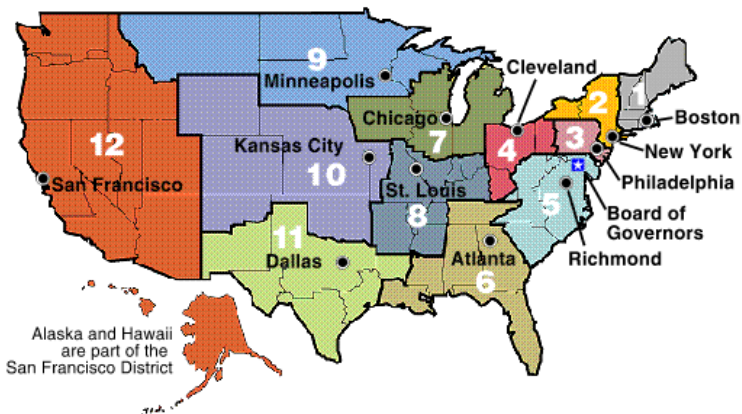 9
Minneapolis
Cleveland
1
2
Chicago
7
Boston
12
Kansas City
4
3
New York
10
San Francisco
St. Louis
Philadelphia
8
5
Board of
Governors
11
Dallas
Atlanta
6
Richmond
Alaska and Hawaii
are part of the
San Francisco District